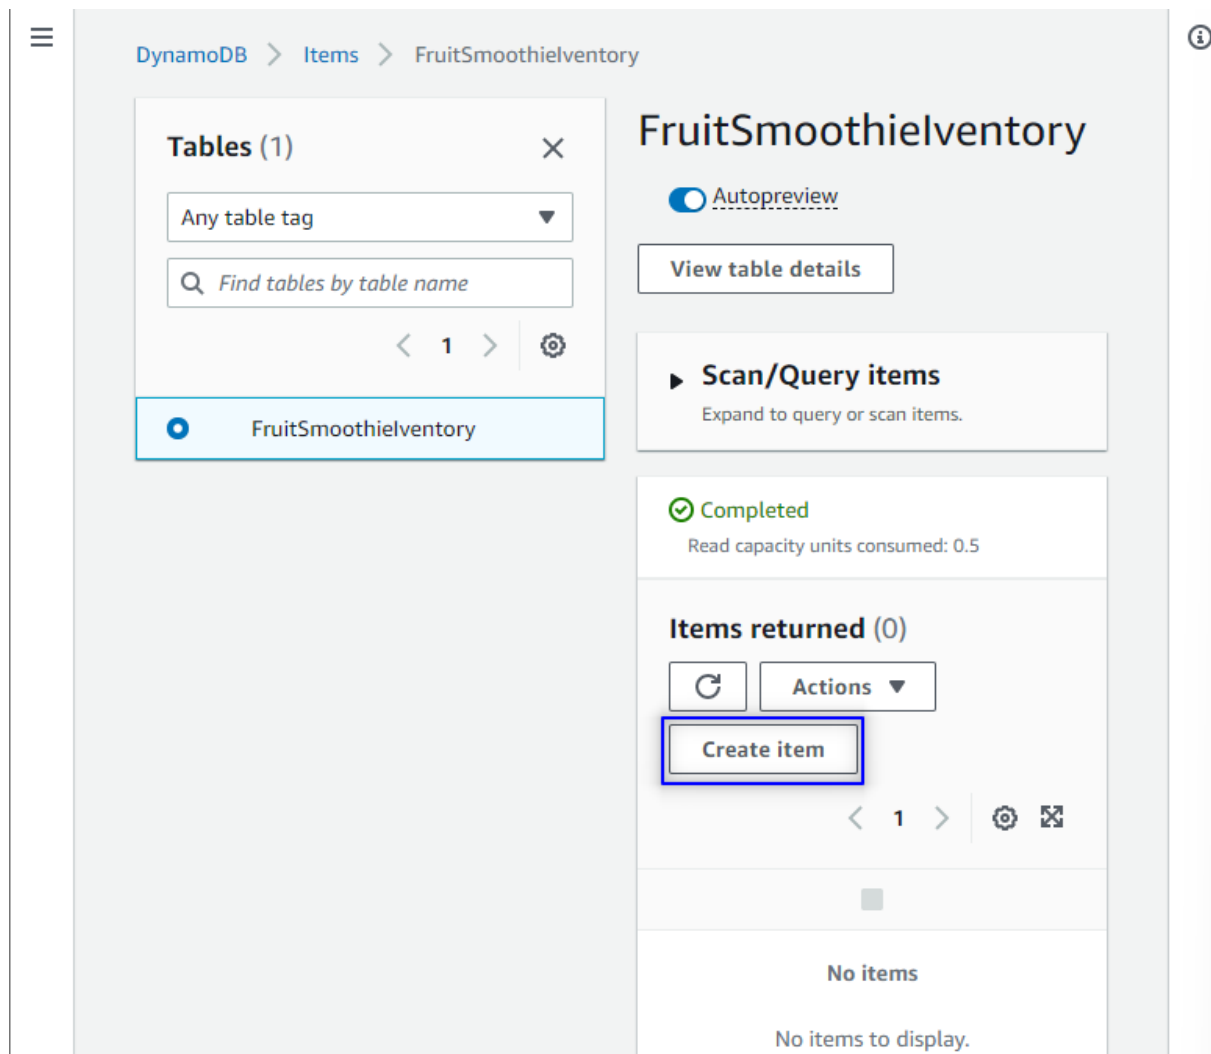 DynamoDB > Items > FruitSmoothieIventory
Tables (1)
Any table tag
Find tables by table name
1
FruitSmoothieIventory
FruitSmoothieIventory
Autopreview
View table details
Scan/Query items
Expand to query or scan items.
Completed
Read capacity units consumed: 0.5
Items returned (0)
Actions
Create item
1
No items
No items to display.